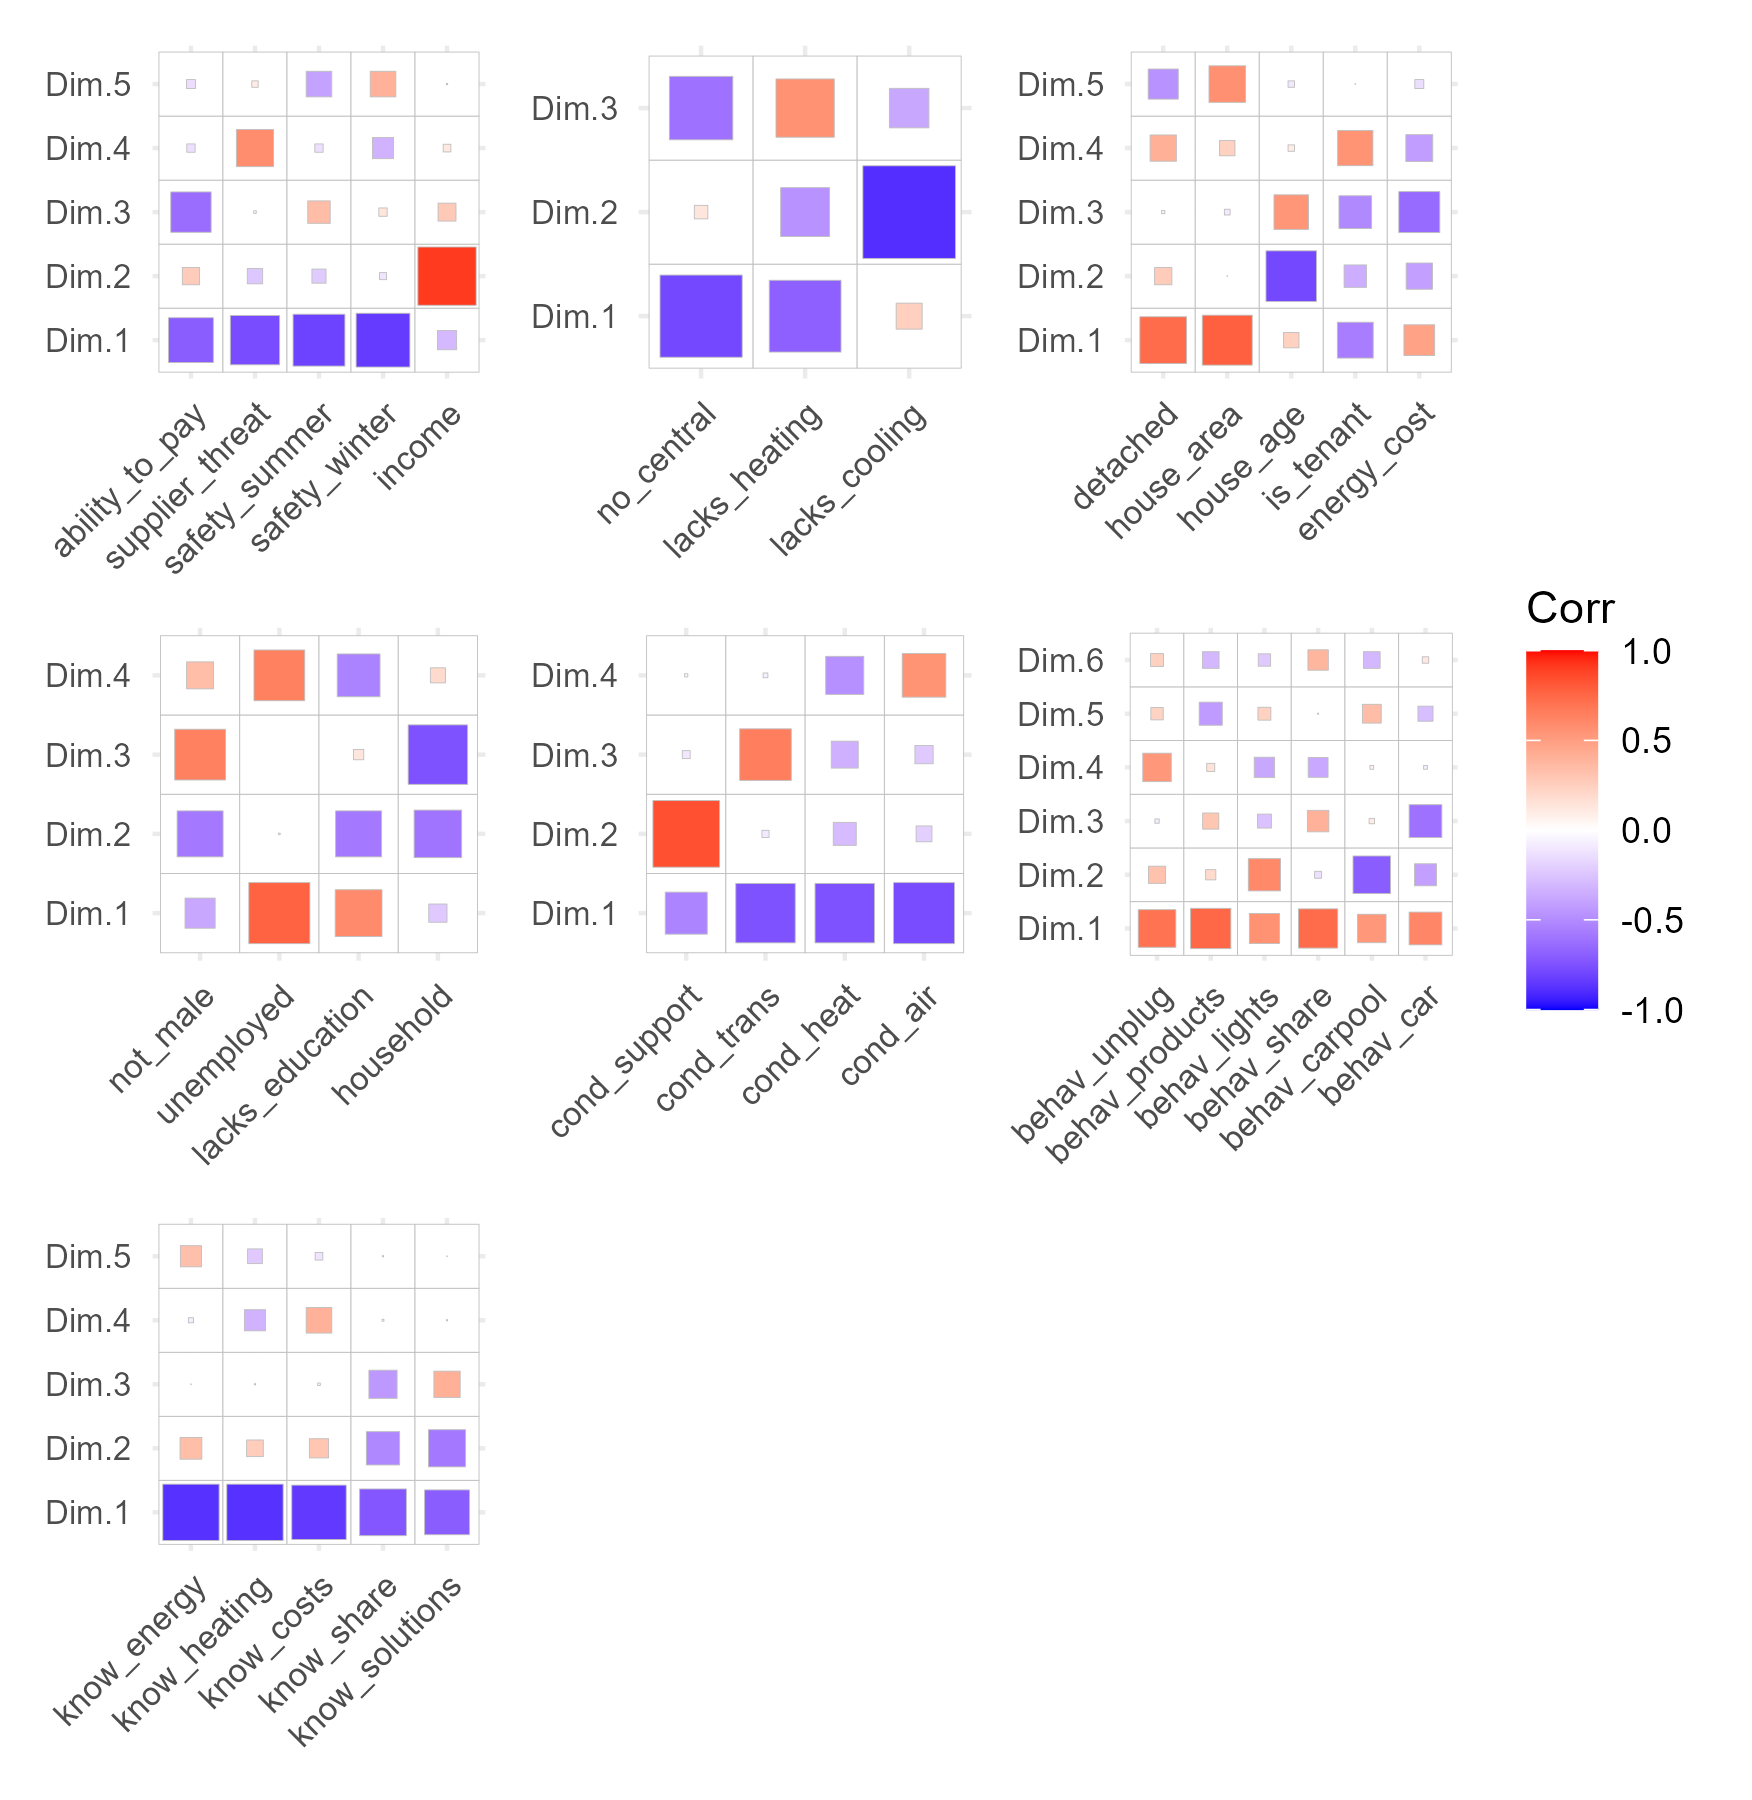 Dim.5
Dim.4
Dim.3
Dim.2
Dim.1
ability_to_pay
supplier_threat
safety_summer
safety_winter
income
Dim.3
Dim.2
Dim.1
no_central
lacks_heating
lacks_cooling
Dim.5
Dim.4
Dim.3
Dim.2
Dim.1
detached
house_area
house_age
is_tenant
energy_cost
Dim.4
Dim.3
Dim.2
Dim.1
not_male
unemployed
lacks_education
household
Dim.4
Dim.3
Dim.2
Dim.1
cond_support
cond_trans
cond_heat
cond_air
Dim.6
Dim.5
Dim.4
Dim.3
Dim.2
Dim.1
behav_unplug
behav_products
behav_lights
behav_share
behav_carpool
behav_car
Corr
1.0
0.5
0.0
-0.5
-1.0
Dim.5
Dim.4
Dim.3
Dim.2
Dim.1
know_energy
know_heating
know_costs
know_share
know_solutions